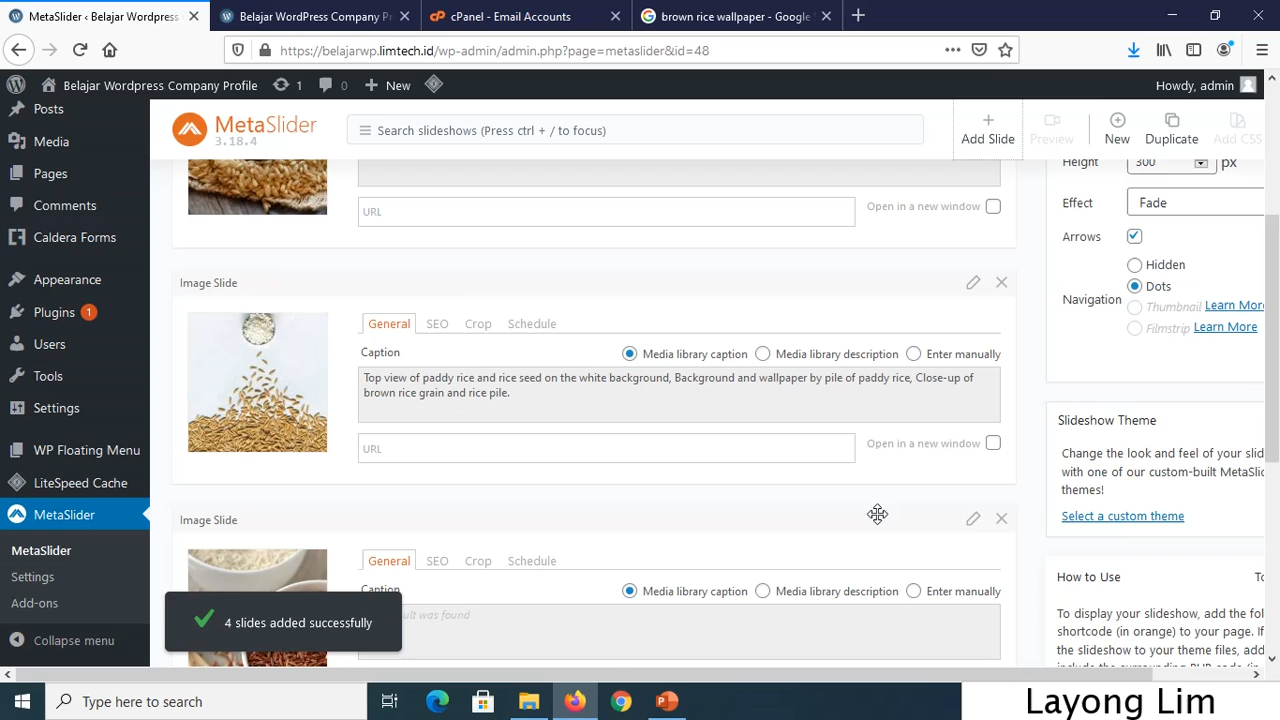 MetaSlider ‹ Belajar Wordpress
Belajar WordPress Company Pr
cPanel - Email Accounts
brown rice wallpaper - Google
https://belajarwp.limtech.id/wp-admin/admin.php?page=metaslider&id=48
Belajar Wordpress Company Profile
1
0
New
Howdy, admin
Posts
Media
Pages
Comments
Caldera Forms
Appearance
Plugins 1
Users
Tools
Settings
WP Floating Menu
LiteSpeed Cache
MetaSlider
MetaSlider
Settings
Add-ons
Collapse menu
MetaSlider
3.18.4
Search slideshows (Press ctrl + / to focus)
Add Slide
Preview
New
Duplicate
Add CSS
URL
Open in a new window
Image Slide
General SEO Crop Schedule
Caption
Media library caption Media library description Enter manually
Top view of paddy rice and rice seed on the white background, Background and wallpaper by pile of paddy rice, Close-up of
brown rice grain and rice pile.
URL
Open in a new window
Image Slide
General SEO Crop Schedule
Caption
Media library caption Media library description Enter manually
ult was found
4 slides added successfully
Height 300 px
Effect Fade
Arrows
Navigation
Hidden
Dots
Thumbnail Learn Mor
Filmstrip Learn More
Slideshow Theme
Change the look and feel of your slid
with one of our custom-built MetaSlid
themes!
Select a custom theme
How to Use
To
To display your slideshow, add the fol
shortcode (in orange) to your page. If
the slideshow to your theme files, add
Type here to search
Layong Lim